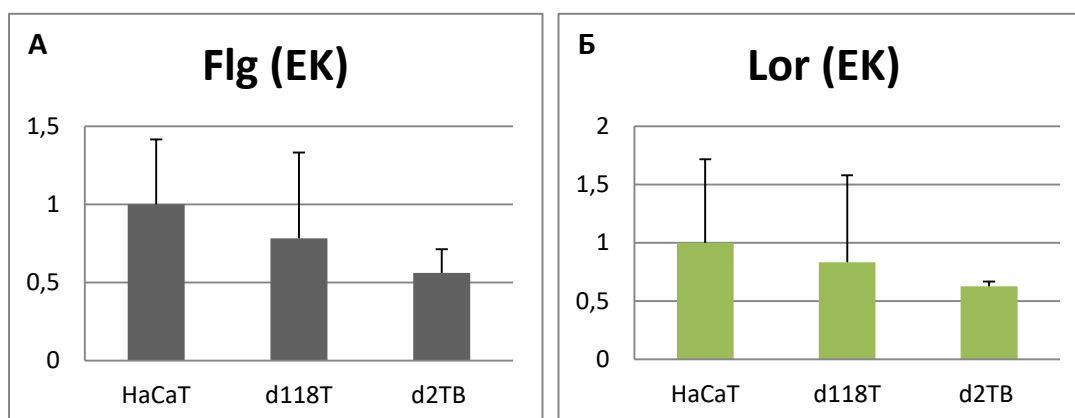 А
Flg (EK)
1,5
1
0,5
0
HaCaT d118T d2TB
Б
Lor (EK)
2
1,5
1
0,5
0
HaCaT d118T d2TB